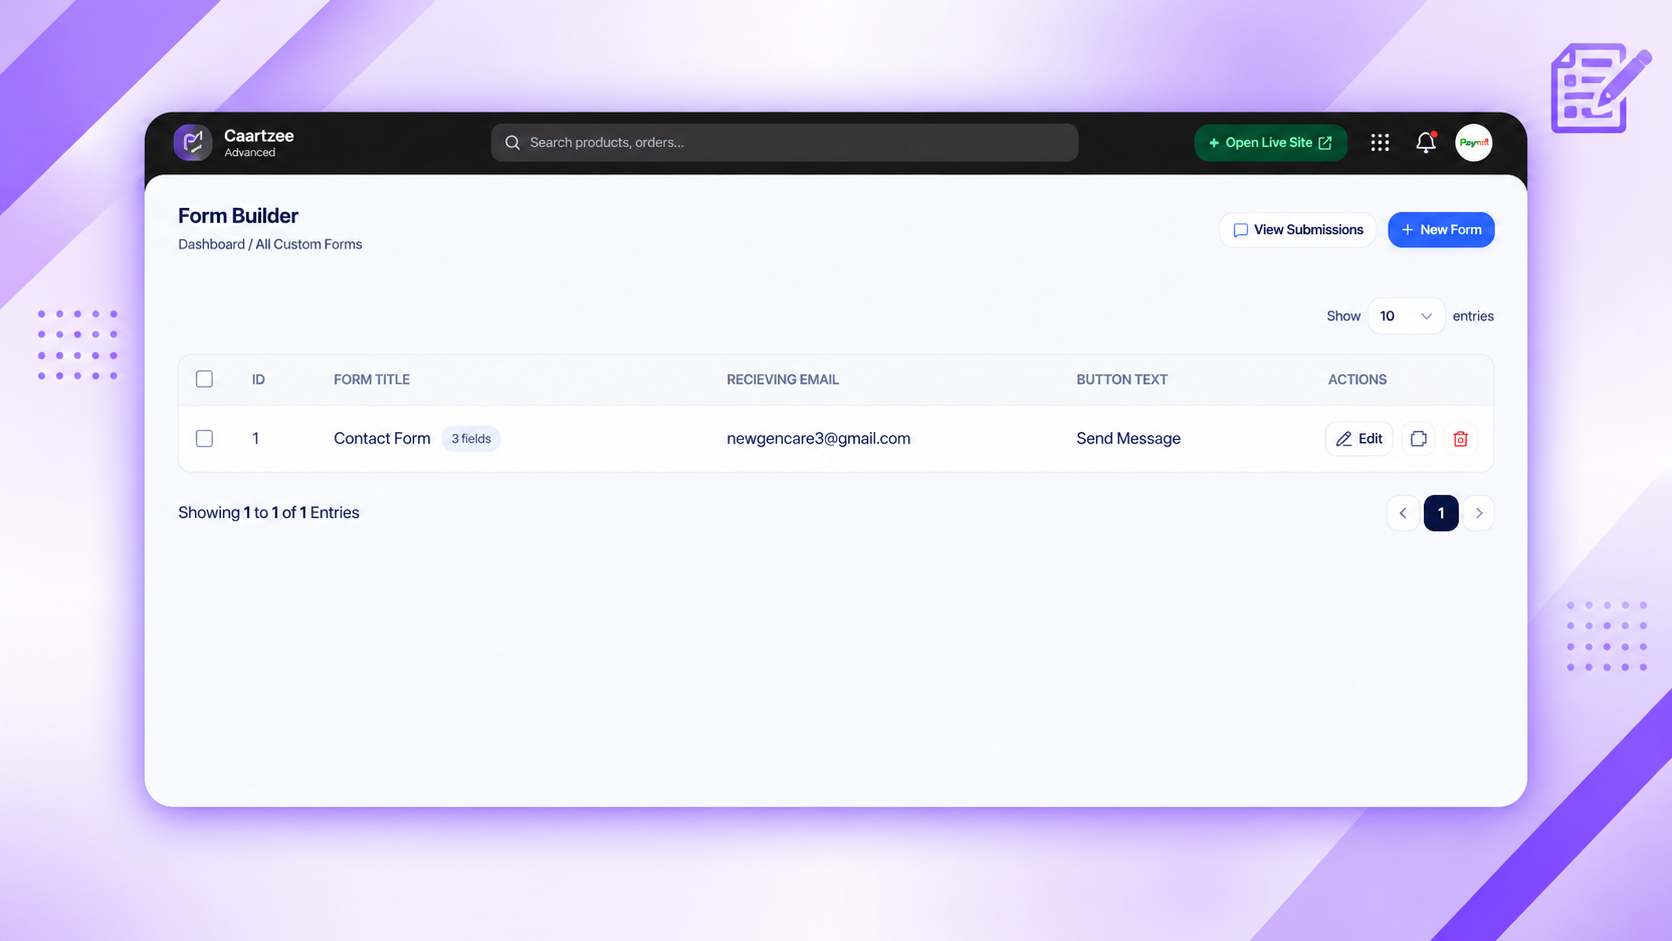 Caartzee
Advanced
Search products, orders...
+ Open Live Site
Form Builder
Dashboard / All Custom Forms
View Submissions
+ New Form
Show 10 entries
ID FORM TITLE RECIEVING EMAIL BUTTON TEXT ACTIONS
1 Contact Form 3 fields newgencare3@gmail.com Send Message Edit
Showing 1 to 1 of 1 Entries
1